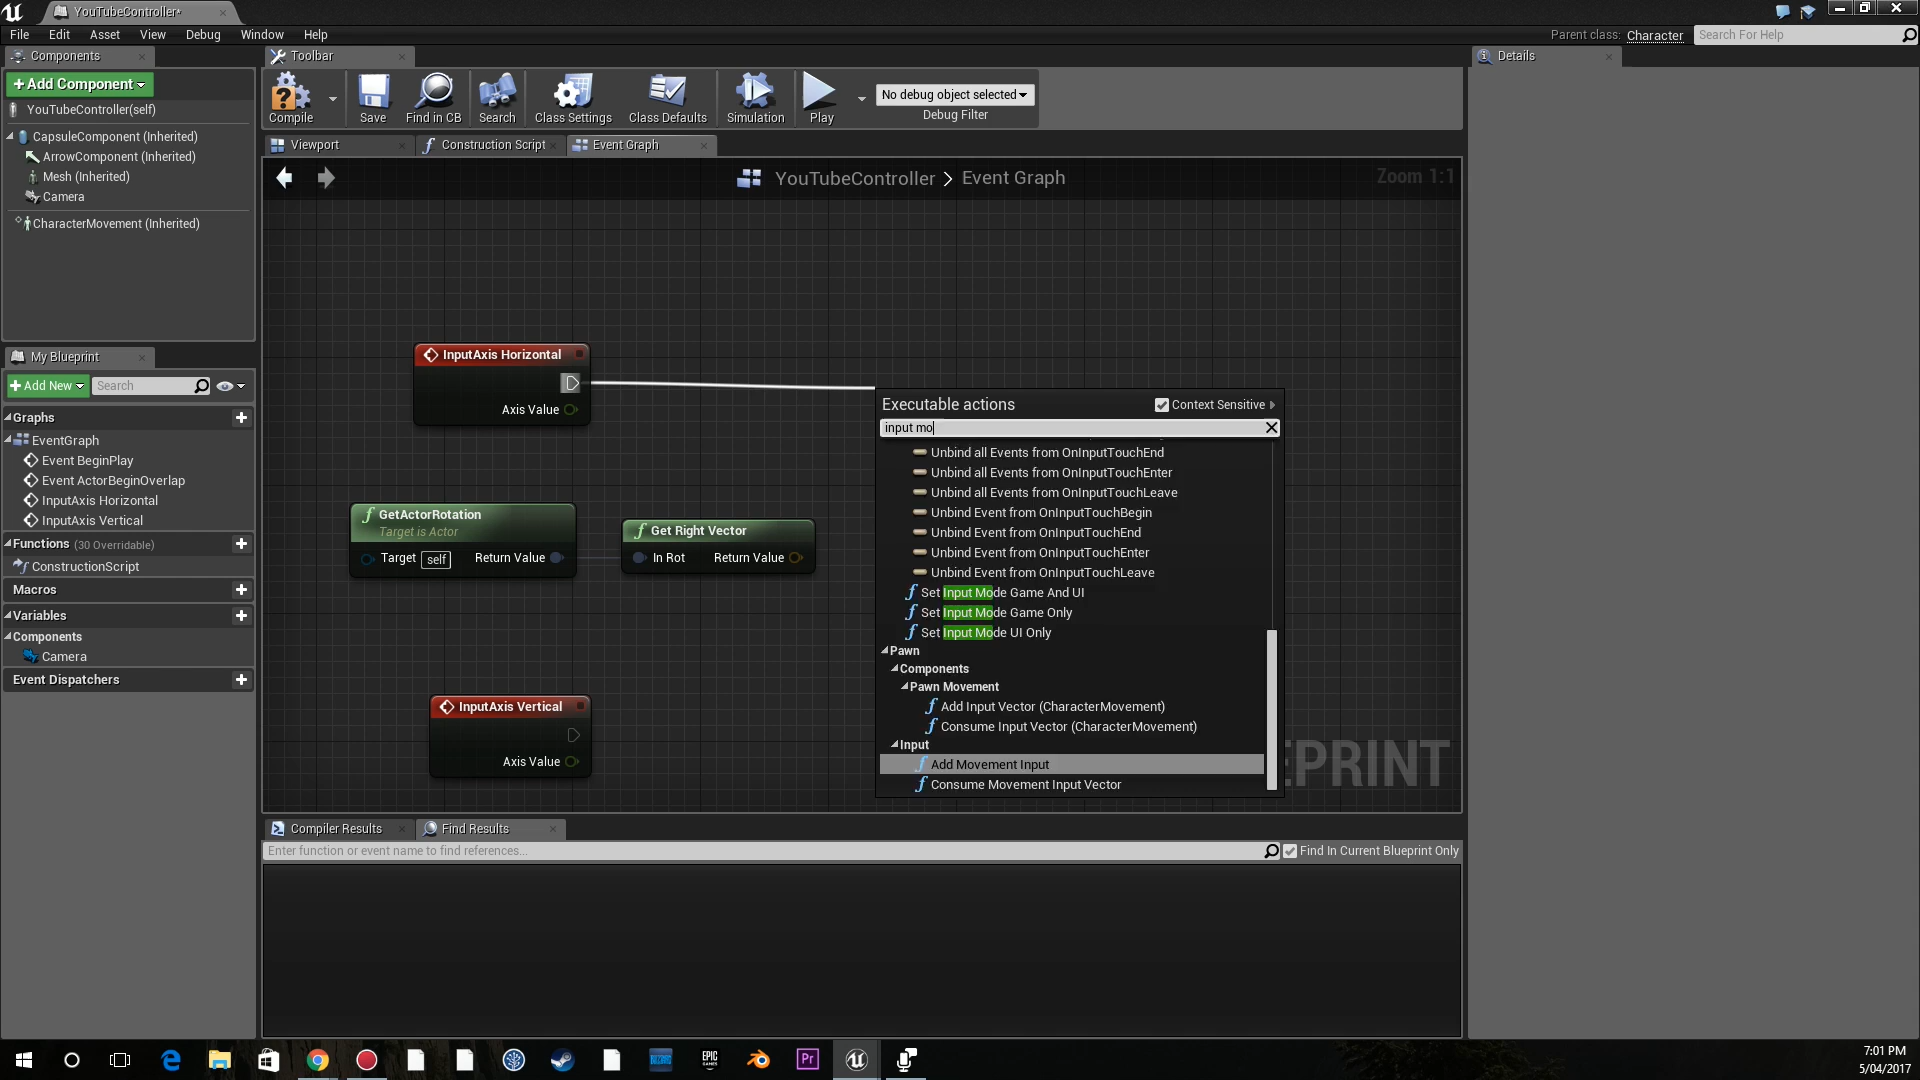 YouTubeController*
File Edit Asset View Debug Window Help
Parent class: Character Search For Help
Components
Toolbar
Details
+Add Component
Compile Save Find in CB Search Class Settings Class Defaults Simulation Play
No debug object selected
Debug Filter
YouTubeController(self)
CapsuleComponent (Inherited)
ArrowComponent (Inherited)
Mesh (Inherited)
Camera
CharacterMovement (Inherited)
Viewport Construction Script Event Graph
YouTubeController > Event Graph
Zoom 1:1
My Blueprint
+Add New Search
Graphs
EventGraph
Event BeginPlay
Event ActorBeginOverlap
InputAxis Horizontal
InputAxis Vertical
Functions (30 Overridable)
ConstructionScript
Macros
Variables
Components
Camera
Event Dispatchers
InputAxis Horizontal
Axis Value
GetActorRotation
Target is Actor
Target self Return Value
Get Right Vector
In Rot Return Value
InputAxis Vertical
Axis Value
Executable actions Context Sensitive
input mo
Unbind all Events from OnInputTouchEnd
Unbind all Events from OnInputTouchEnter
Unbind all Events from OnInputTouchLeave
Unbind Event from OnInputTouchBegin
Unbind Event from OnInputTouchEnd
Unbind Event from OnInputTouchEnter
Unbind Event from OnInputTouchLeave
Set Input Mode Game And UI
Set Input Mode Game Only
Set Input Mode UI Only
Pawn
Components
Pawn Movement
Add Input Vector (CharacterMovement)
Consume Input Vector (CharacterMovement)
Input
Add Movement Input
Consume Movement Input Vector
EPRINT
Compiler Results Find Results
Enter function or event name to find references...
Find In Current Blueprint Only
EPIC GAMES
Pr
7:01 PM
5/04/2017